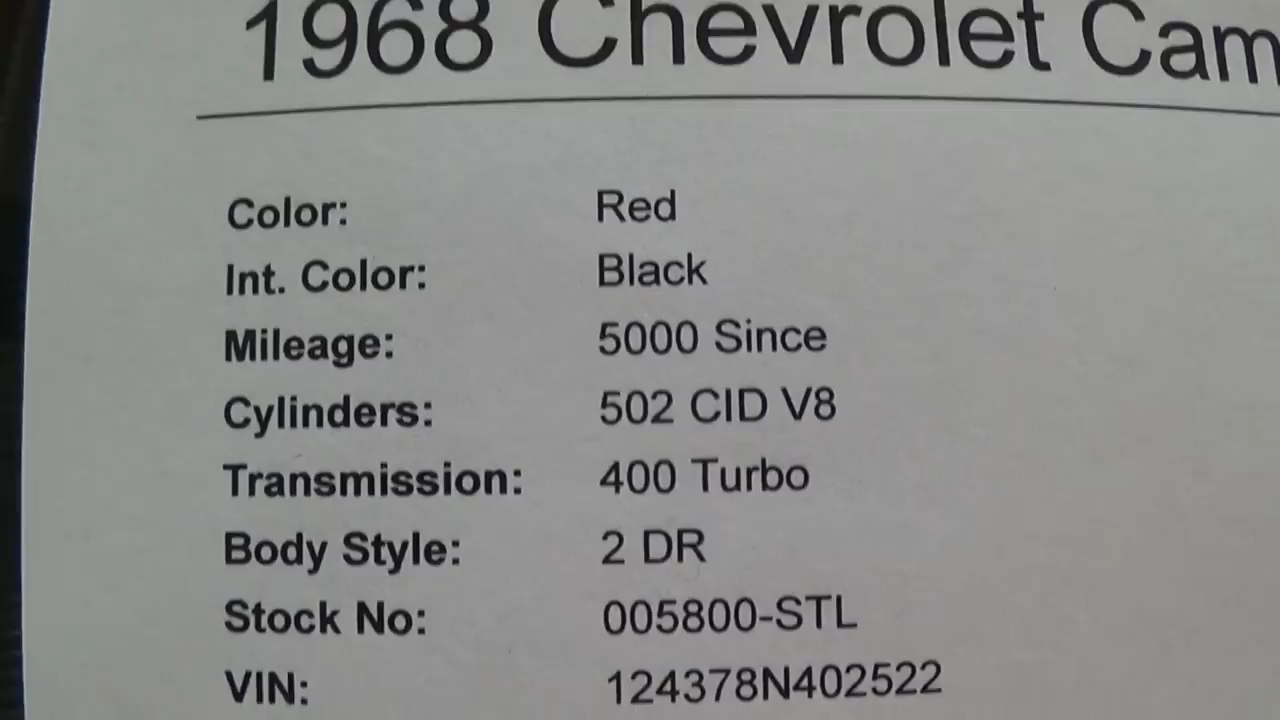 1968 Chevrolet Cam
Color: Red
Int. Color: Black
Mileage: 5000 Since
Cylinders: 502 CID V8
Transmission: 400 Turbo
Body Style: 2 DR
Stock No: 005800-STL
VIN: 124378N402522